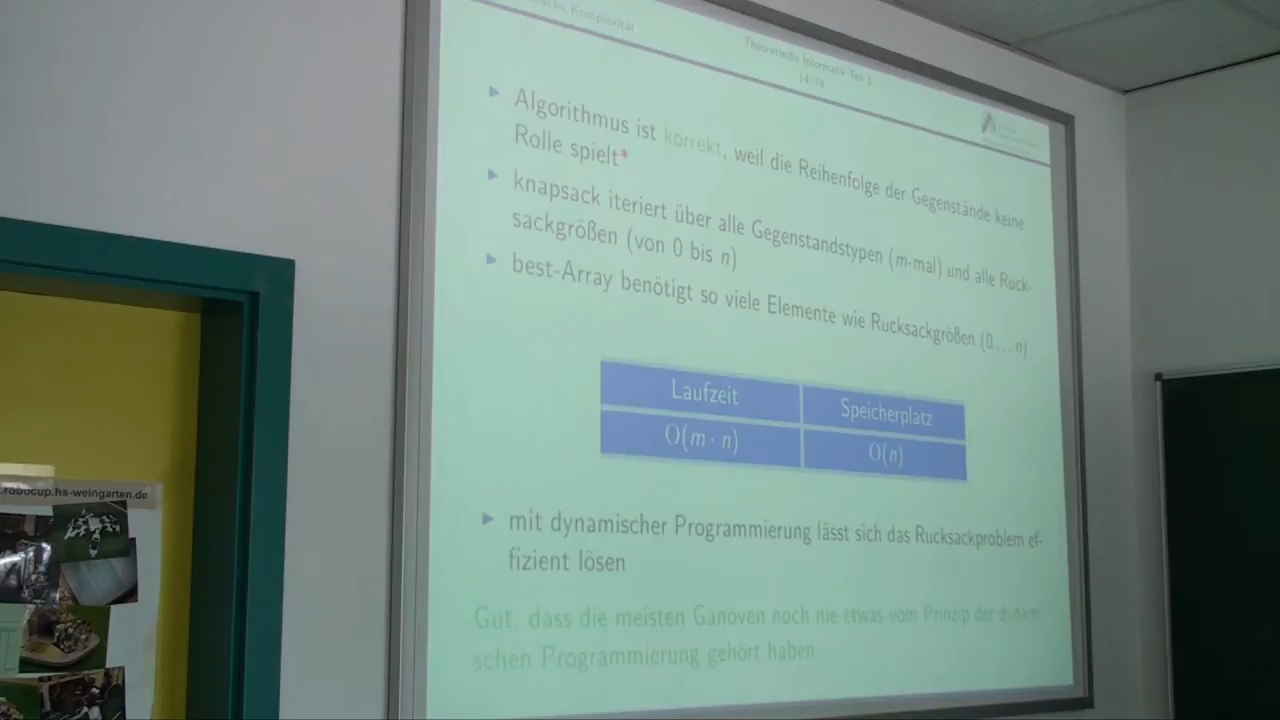 Komplexität
Theoretische Informatik Teil 1
14/79
Algorithmus ist korrekt, weil die Reihenfolge der Gegenstände keine
Rolle spielt*
knapsack iteriert über alle Gegenstandstypen (m-mal) und alle Ruck-
sackgrößen (von 0 bis n)
best-Array benötigt so viele Elemente wie Rucksackgrößen (0...n)
Laufzeit Speicherplatz
O(m · n) O(n)
mit dynamischer Programmierung lässt sich das Rucksackproblem ef-
fizient lösen
Gut, dass die meisten Ganoven noch nie etwas vom Prinzip der dynam
schen Programmierung gehört haben
robocup.hs-weingarten.de